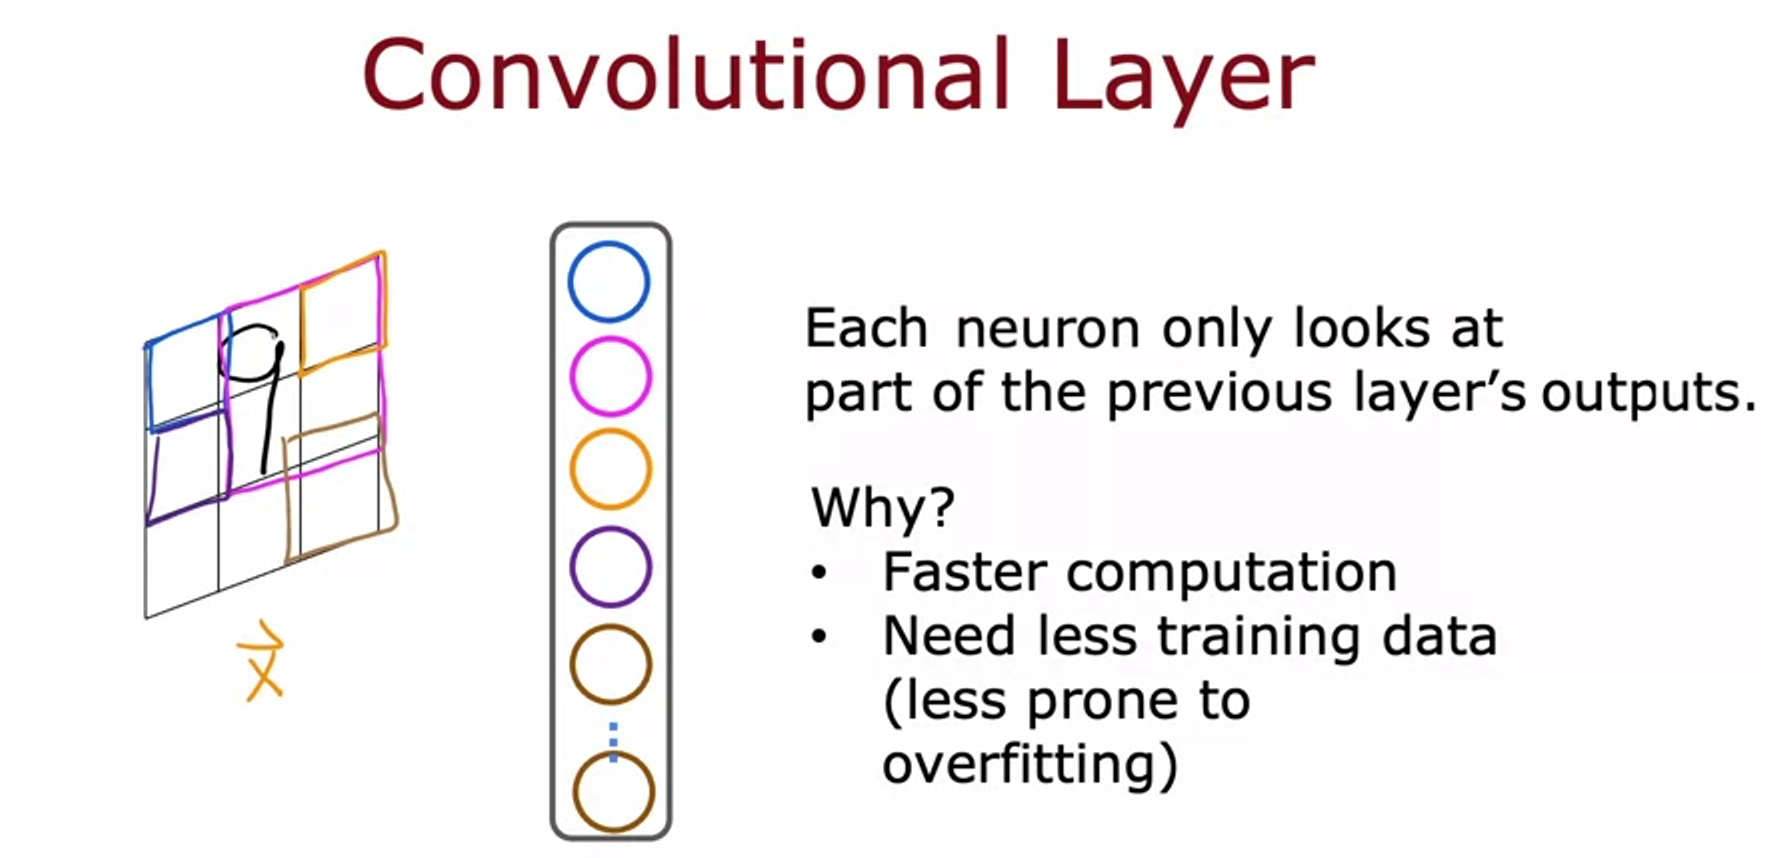 Convolutional Layer
9
x⃗
Each neuron only looks at
part of the previous layer’s outputs.
Why?
• Faster computation
• Need less training data
(less prone to
overfitting)